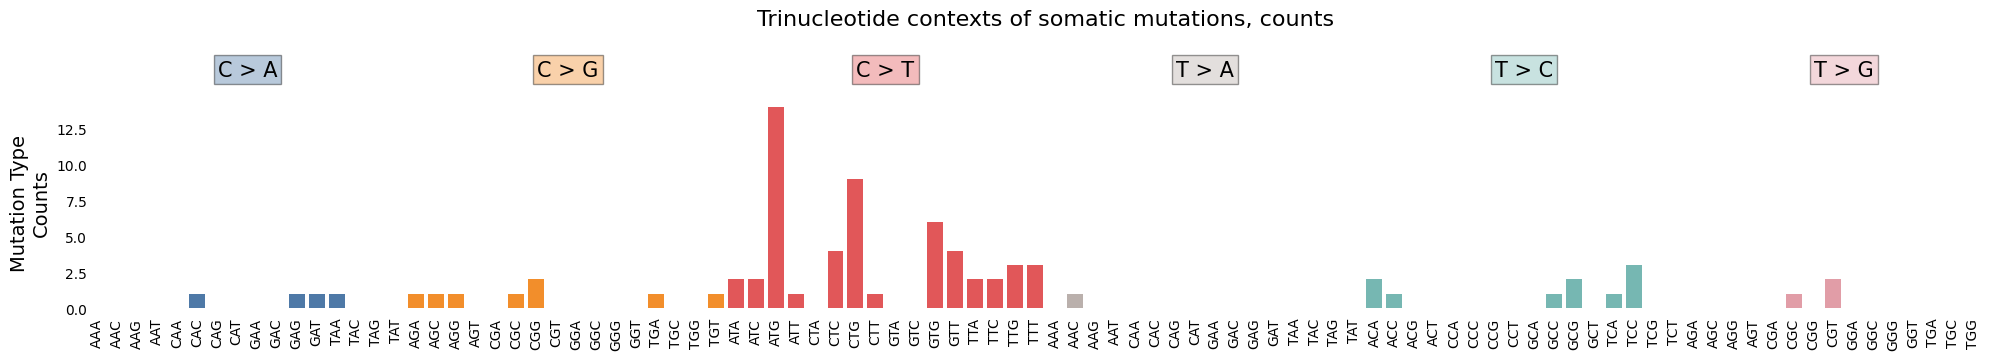 Trinucleotide contexts of somatic mutations, counts
C > A C > G C > T T > A T > C T > G
Mutation Type
Counts
12.5
10.0
7.5
5.0
2.5
0.0
AAA AAC AAG AAT CAA CAC CAG CAT GAA GAC GAG GAT TAA TAC TAG TAT AGA AGC AGG AGT CGA CGC CGG CGT GGA GGC GGG GGT TGA TGC TGG TGT ATA ATC ATG ATT CTA CTC CTG CTT GTA GTC GTG GTT TTA TTC TTG TTT AAA AAC AAG AAT CAA CAC CAG CAT GAA GAC GAG GAT TAA TAC TAG TAT ACA ACC ACG ACT CCA CCC CCG CCT GCA GCC GCG GCT TCA TCC TCG TCT AGA AGC AGG AGT CGA CGC CGG CGT GGA GGC GGG GGT TGA TGC TGG